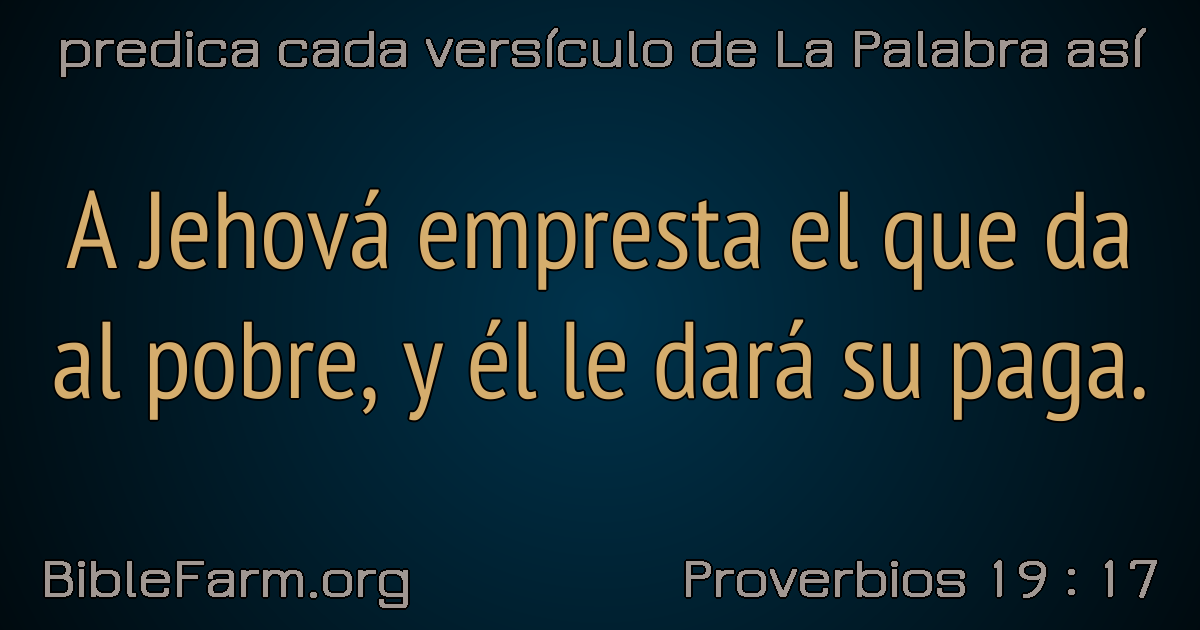 predica cada versículo de La Palabra así
A Jehová empresta el que da
al pobre, y él le dará su paga.
BibleFarm.org
Proverbios 19 : 17